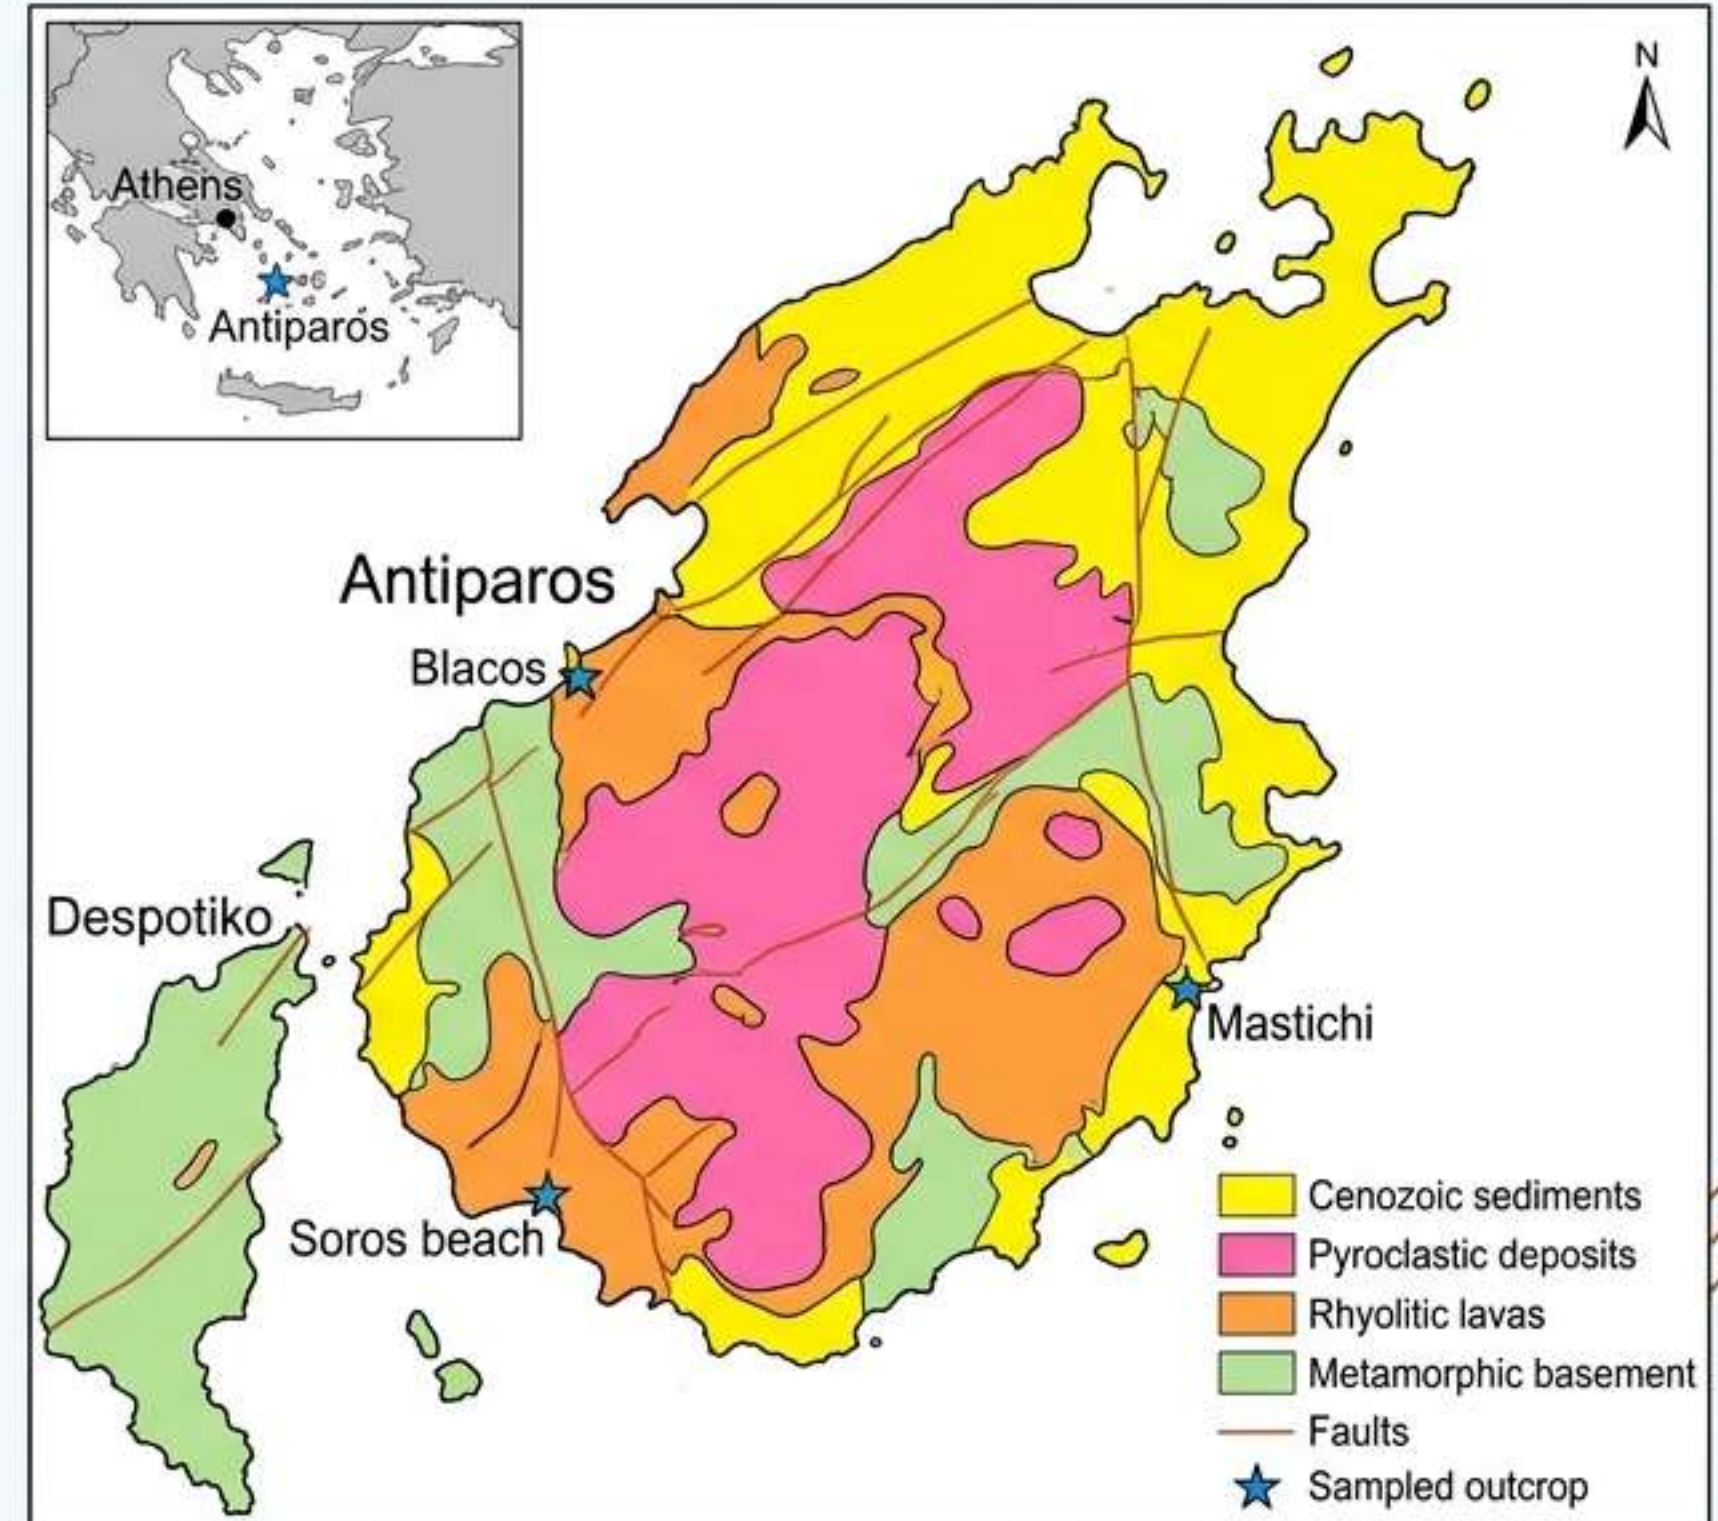 N
Athens
Antiparos
Antiparos
Blacos
Despotiko
Mastichi
Soros beach
Cenozoic sediments
Pyroclastic deposits
Rhyolitic lavas
Metamorphic basement
Faults
Sampled outcrop